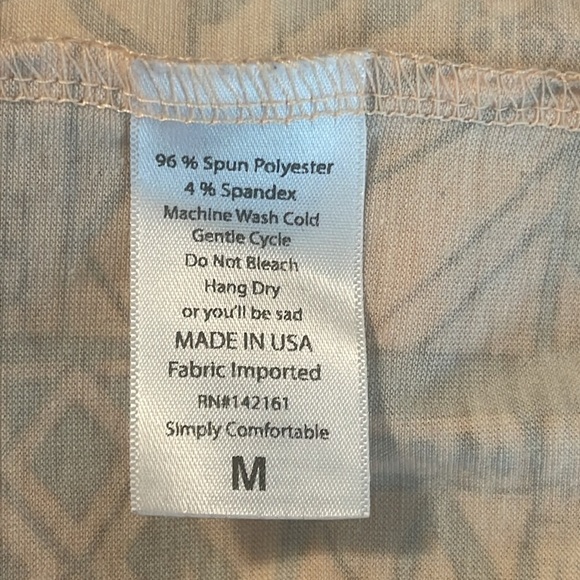 96 % Spun Polyester
4 % Spandex
Machine Wash Cold
Gentle Cycle
Do Not Bleach
Hang Dry
or you'll be sad
MADE IN USA
Fabric Imported
RN#142161
Simply Comfortable
M